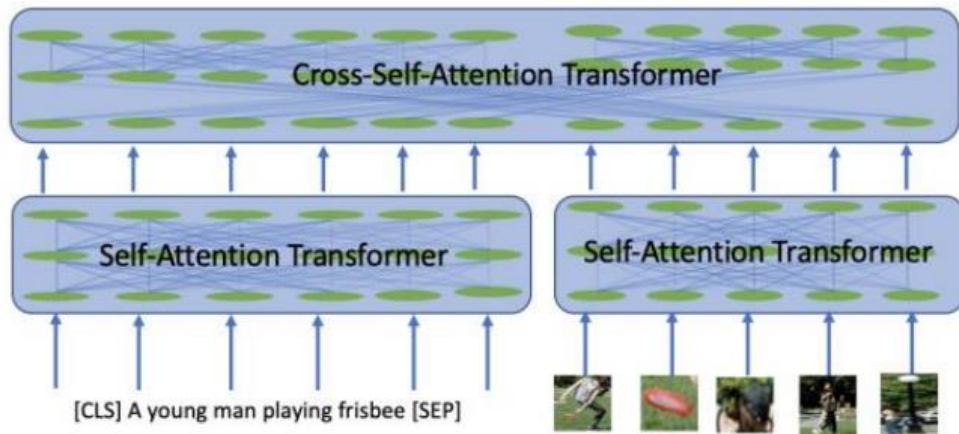 Cross-Self-Attention Transformer
Self-Attention Transformer
Self-Attention Transformer
[CLS] A young man playing frisbee [SEP]